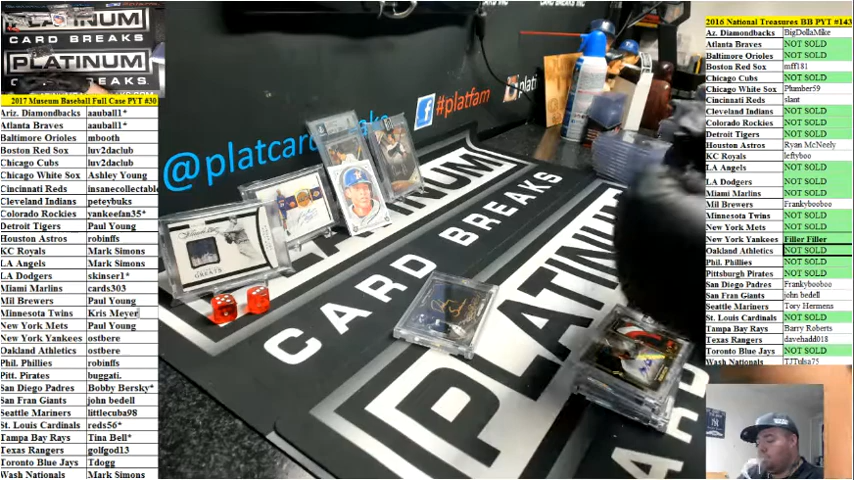 PLATINUM
CARD BREAKS
PLATINUM
CARD BREAKS
2017 Museum Baseball Full Case PYT #30
Ariz. Diamondbacks aauball1*
Atlanta Braves aauball1*
Baltimore Orioles mbooth
Boston Red Sox luv2daclub
Chicago Cubs luv2daclub
Chicago White Sox Ashley Young
Cincinnati Reds insanecollectable
Cleveland Indians peteybuks
Colorado Rockies yankeefan35*
Detroit Tigers Paul Young
Houston Astros robinffs
KC Royals Mark Simons
LA Angels Mark Simons
LA Dodgers skinser1*
Miami Marlins cards303
Mil Brewers Paul Young
Minnesota Twins Kris Meyer
New York Mets Paul Young
New York Yankees ostbere
Oakland Athletics ostbere
Phil. Phillies robinffs
Pitt. Pirates buggati.
San Diego Padres Bobby Bersky*
San Fran Giants john bedell
Seattle Mariners littlecuba98
St. Louis Cardinals reds56*
Tampa Bay Rays Tina Bell*
Texas Rangers golfgod13
Toronto Blue Jays Tdogg
Wash Nationals Mark Simons
@platcardbreaks
#platfam
@plati
PLATINUM
CARD BREAKS
PLATINUM
CARD
GREATS
2016 National Treasures BB PYT #143
Az. Diamondbacks BigDollaMike
Atlanta Braves NOT SOLD
Baltimore Orioles NOT SOLD
Boston Red Sox mff181
Chicago Cubs NOT SOLD
Chicago White Sox Plumber59
Cincinnati Reds slant
Cleveland Indians NOT SOLD
Colorado Rockies NOT SOLD
Detroit Tigers NOT SOLD
Houston Astros Ryan McNeely
KC Royals leftyboo
LA Angels NOT SOLD
LA Dodgers NOT SOLD
Miami Marlins NOT SOLD
Mil Brewers Frankybooboo
Minnesota Twins NOT SOLD
New York Mets NOT SOLD
New York Yankees Filler Filler
Oakland Athletics NOT SOLD
Phil. Phillies NOT SOLD
Pittsburgh Pirates NOT SOLD
San Diego Padres Frankybooboo
San Fran Giants john bedell
Seattle Mariners Tory Hermens
St. Louis Cardinals NOT SOLD
Tampa Bay Rays Barry Roberts
Texas Rangers davehadd018
Toronto Blue Jays NOT SOLD
Wash Nationals TJTulsa75